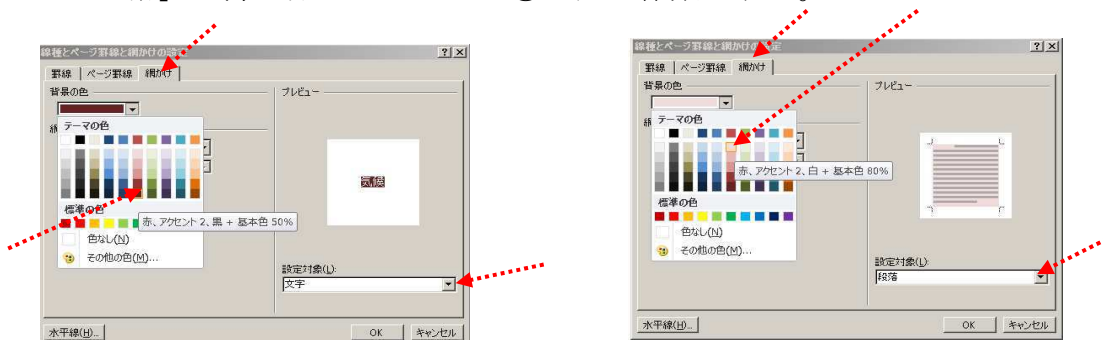 線種とページ罫線と網かけの設定
罫線
ページ罫線
網かけ
背景の色
プレビュー
テーマの色
気候
赤、アクセント 2、黒 + 基本色 50%
標準の色
色なし(N)
その他の色(M)...
設定対象(L):
文字
水平線(H)...
OK
キャンセル
線種とページ罫線と網かけの設定
罫線
ページ罫線
網かけ
背景の色
プレビュー
テーマの色
赤、アクセント 2、白 + 基本色 80%
標準の色
色なし(N)
その他の色(M)...
設定対象(L):
段落
水平線(H)...
OK
キャンセル